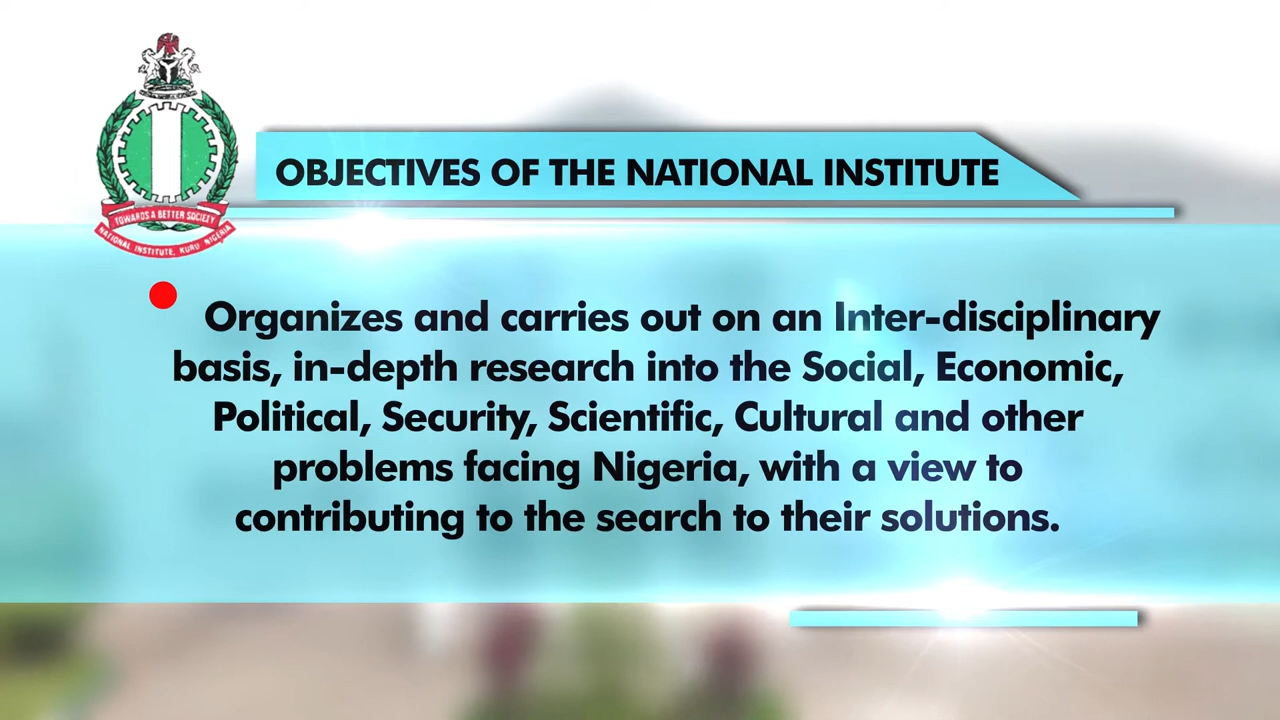 OBJECTIVES OF THE NATIONAL INSTITUTE
TOWARDS A BETTER SOCIETY
NATIONAL INSTITUTE, KURU NIGERIA
Organizes and carries out on an Inter-disciplinary
basis, in-depth research into the Social, Economic,
Political, Security, Scientific, Cultural and other
problems facing Nigeria, with a view to
contributing to the search to their solutions.